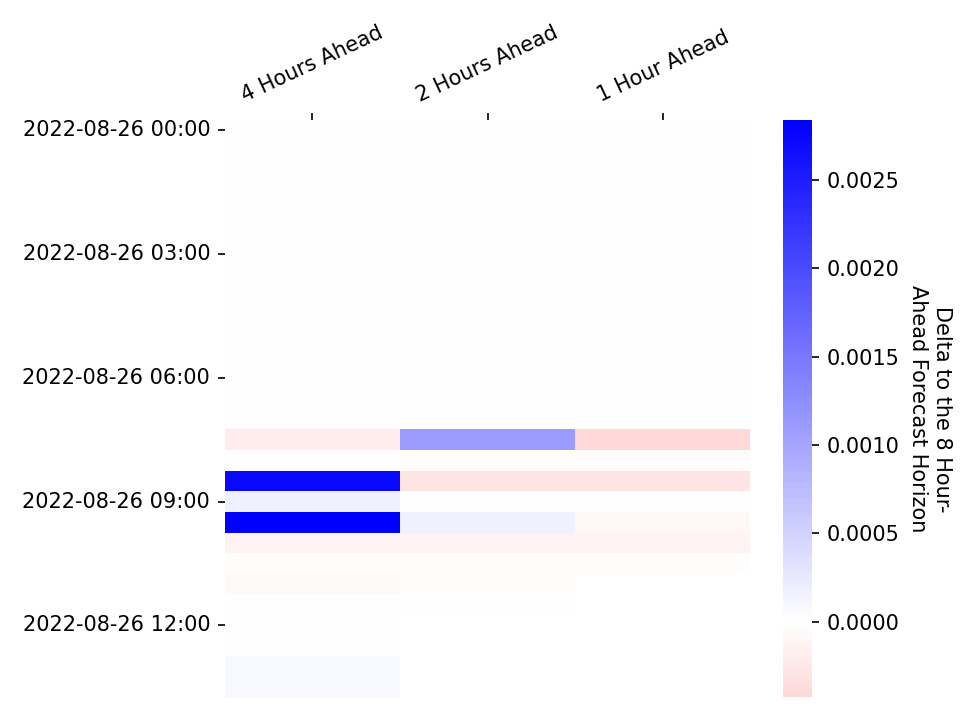 4 Hours Ahead
2 Hours Ahead
1 Hour Ahead
2022-08-26 00:00
2022-08-26 03:00
2022-08-26 06:00
2022-08-26 09:00
2022-08-26 12:00
0.0025
0.0020
0.0015
0.0010
0.0005
0.0000
Delta to the 8 Hour-
Ahead Forecast Horizon